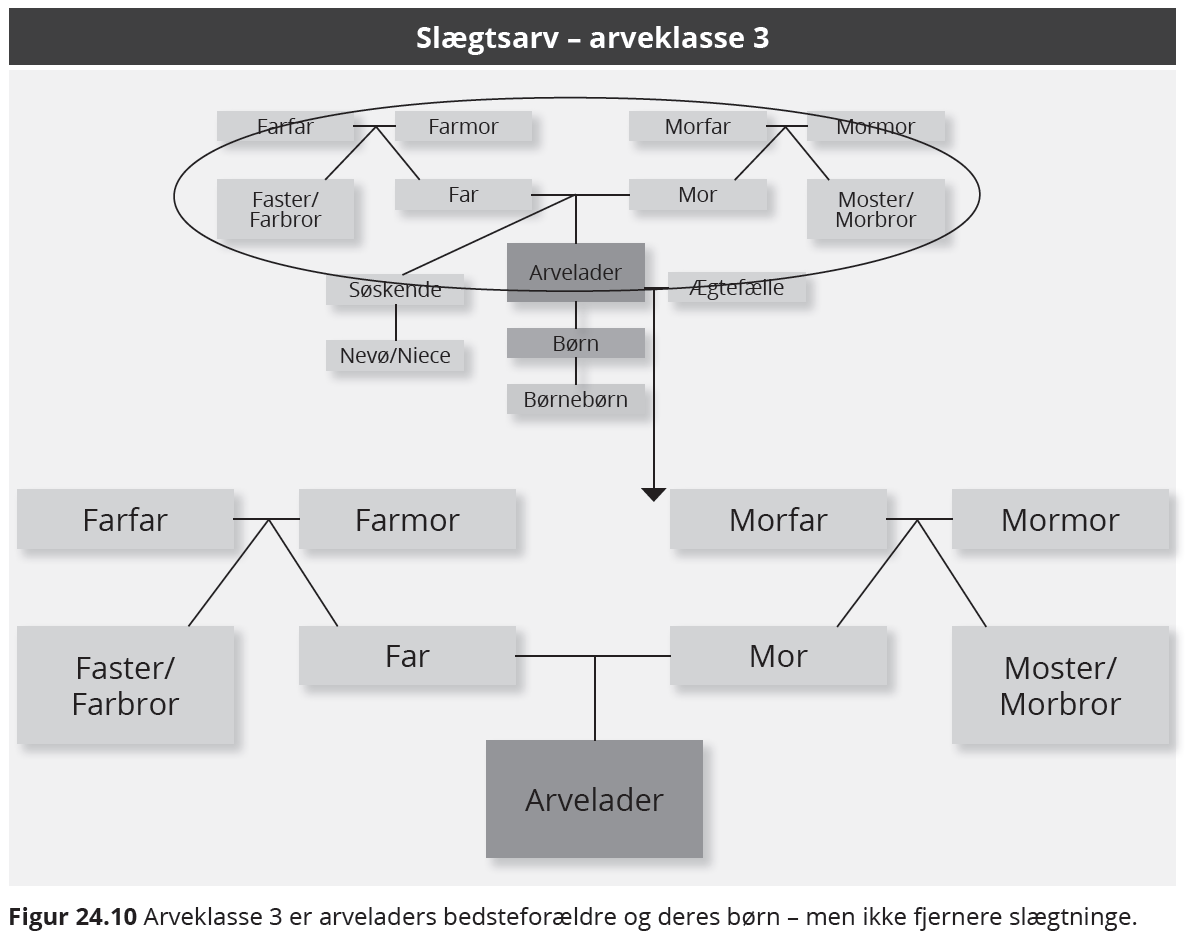 Slægtsarv – arveklasse 3
Farfar
Farmor
Morfar
Mormor
Faster/
Farbror
Far
Mor
Moster/
Morbror
Søskende
Arvelader
Ægtefælle
Nevø/Niece
Børn
Børnebørn
Farfar
Farmor
Morfar
Mormor
Faster/
Farbror
Far
Mor
Moster/
Morbror
Arvelader
Figur 24.10 Arveklasse 3 er arveladers bedsteforældre og deres børn – men ikke fjernere slægtninge.